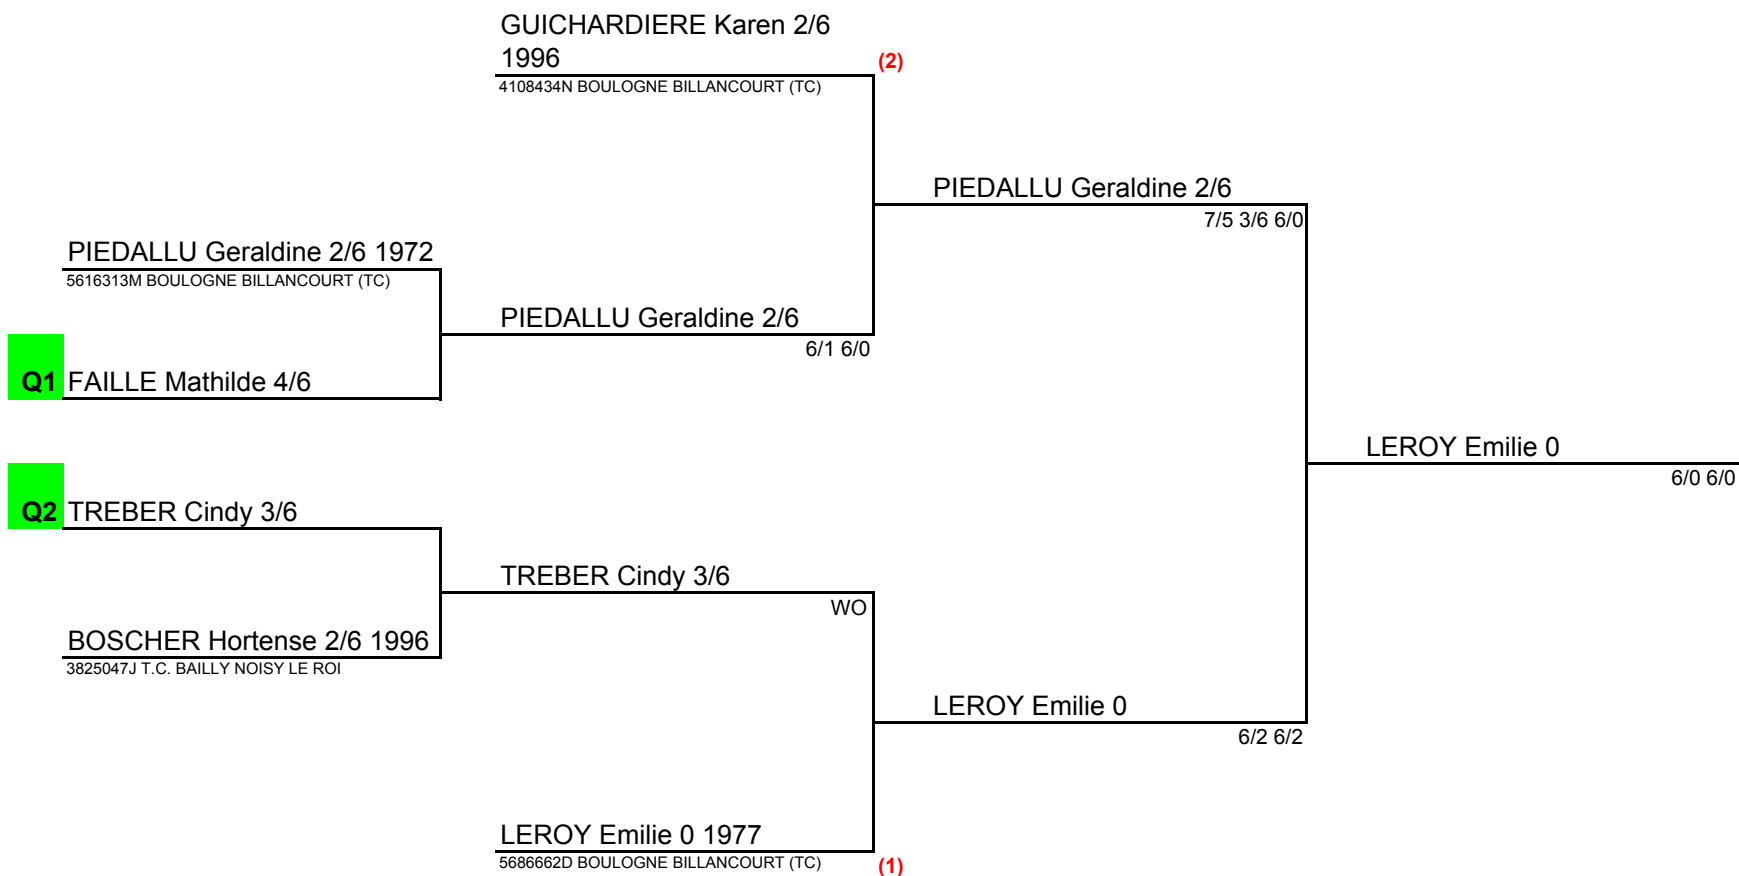 GUICHARDIERE Karen 2/6
1996
(2)
4108434N BOULOGNE BILLANCOURT (TC)
PIEDALLU Geraldine 2/6
7/5 3/6 6/0
PIEDALLU Geraldine 2/6 1972
5616313M BOULOGNE BILLANCOURT (TC)
PIEDALLU Geraldine 2/6
6/1 6/0
Q1 FAILLE Mathilde 4/6
LEROY Emilie 0
6/0 6/0
Q2 TREBER Cindy 3/6
TREBER Cindy 3/6
WO
BOSCHER Hortense 2/6 1996
3825047J T.C. BAILLY NOISY LE ROI
LEROY Emilie 0
6/2 6/2
LEROY Emilie 0 1977
5686662D BOULOGNE BILLANCOURT (TC)
(1)